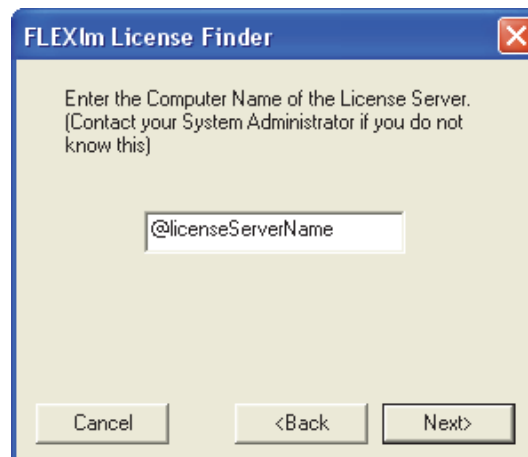 FLEXlm License Finder
Enter the Computer Name of the License Server.
(Contact your System Administrator if you do not
know this)
@licenseServerName
Cancel
<Back
Next>